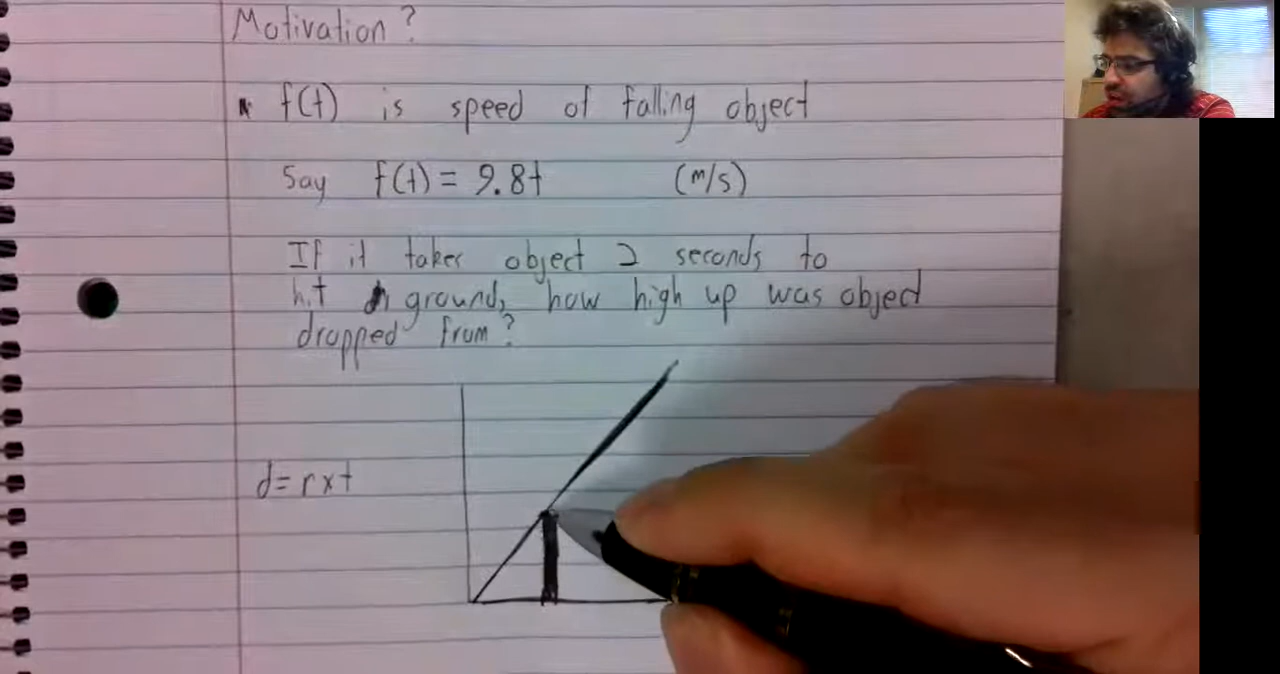 Motivation?
f(t) is speed of falling object
Say f(t) = 9.8t (m/s)
If it takes object 2 seconds to
hit ground, how high up was object
dropped from?
d=rxt